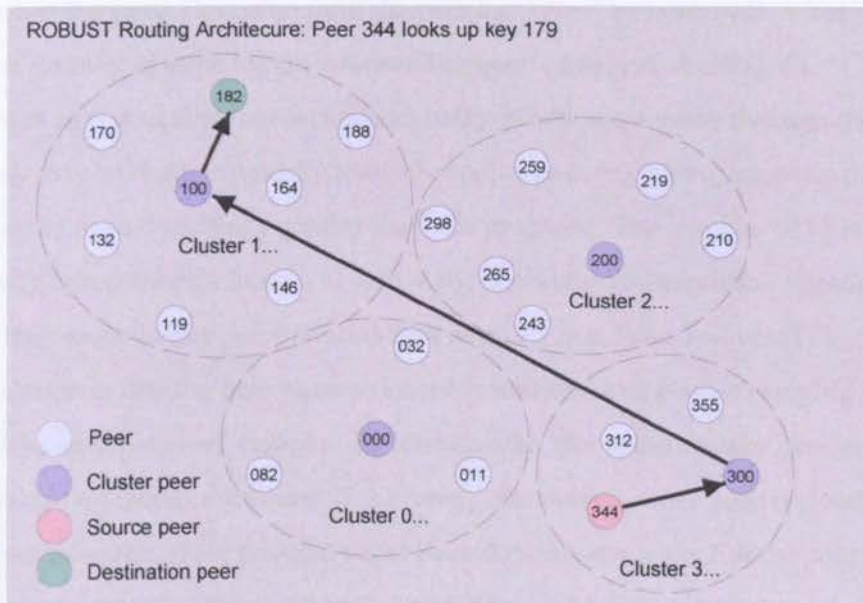 ROBUST Routing Architecure: Peer 344 looks up key 179
182
170
188
100
164
132
Cluster 1...
146
119
259
219
298
210
200
265
Cluster 2...
243
032
000
082
011
Cluster 0...
355
312
300
344
Cluster 3...
Peer
Cluster peer
Source peer
Destination peer